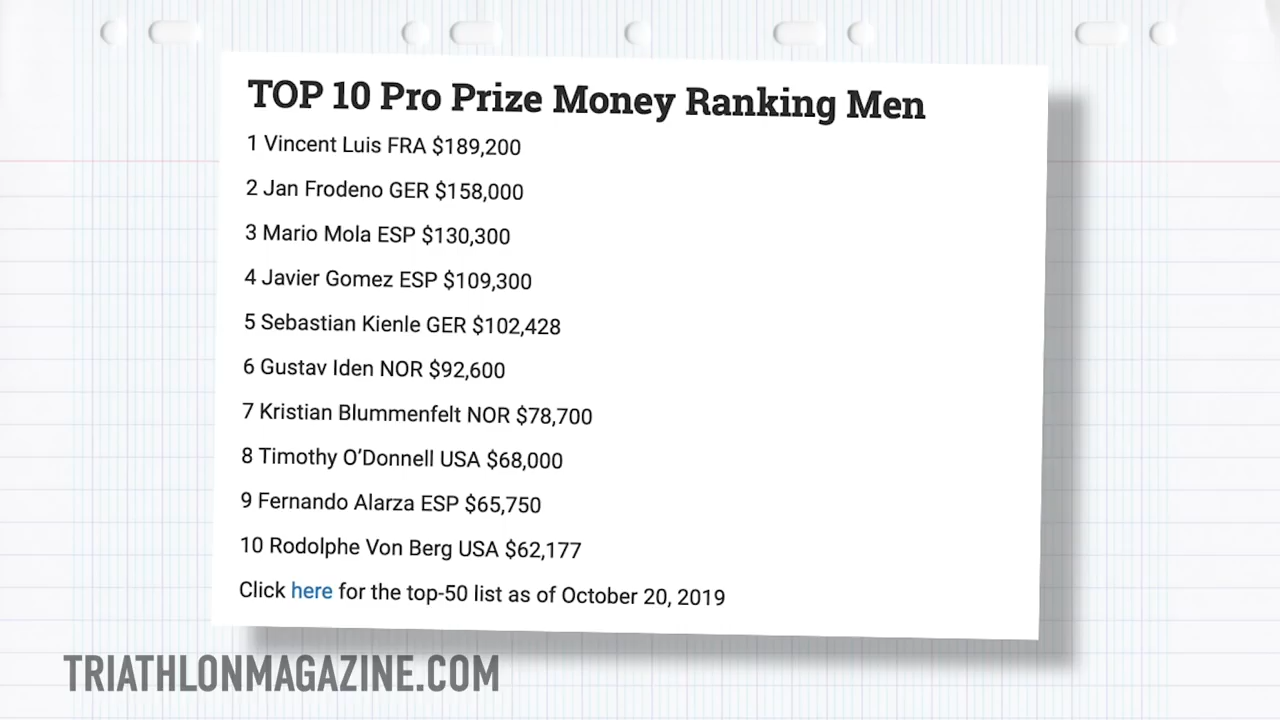 TOP 10 Pro Prize Money Ranking Men
1 Vincent Luis FRA $189,200
2 Jan Frodeno GER $158,000
3 Mario Mola ESP $130,300
4 Javier Gomez ESP $109,300
5 Sebastian Kienle GER $102,428
6 Gustav Iden NOR $92,600
7 Kristian Blummenfelt NOR $78,700
8 Timothy O’Donnell USA $68,000
9 Fernando Alarza ESP $65,750
10 Rodolphe Von Berg USA $62,177
Click here for the top-50 list as of October 20, 2019
TRIATHLONMAGAZINE.COM